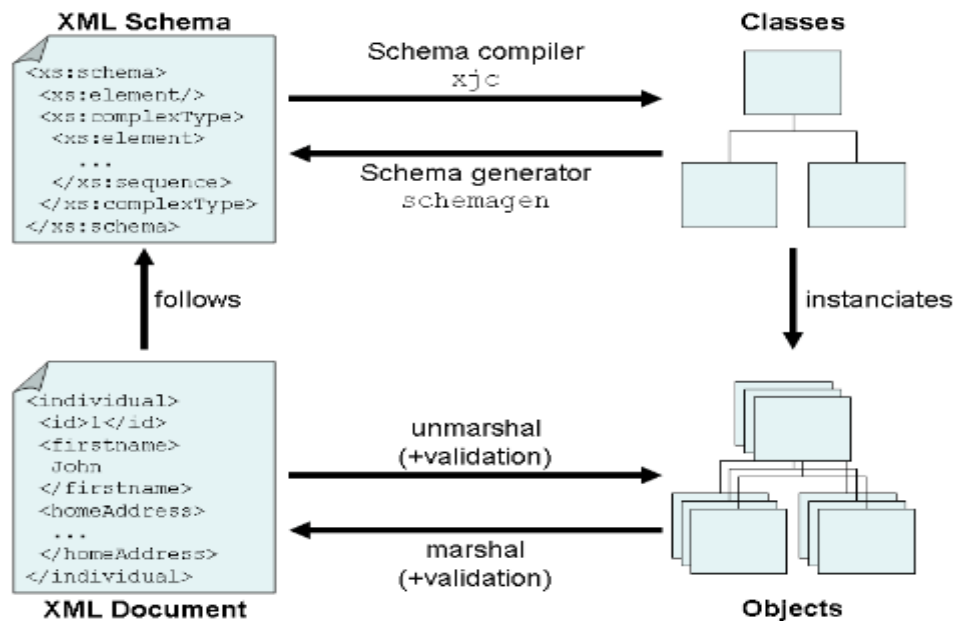 XML Schema
<xs:schema>
<xs:element/>
<xs:complexType>
<xs:element>
...
</xs:sequence>
</xs:complexType>
</xs:schema>
Schema compiler
xjc
Schema generator
schemagen
Classes
follows
instanciates
<individual>
<id>1</id>
<firstname>
John
</firstname>
<homeAddress>
...
</homeAddress>
</individual>
XML Document
unmarshal
(+validation)
marshal
(+validation)
Objects